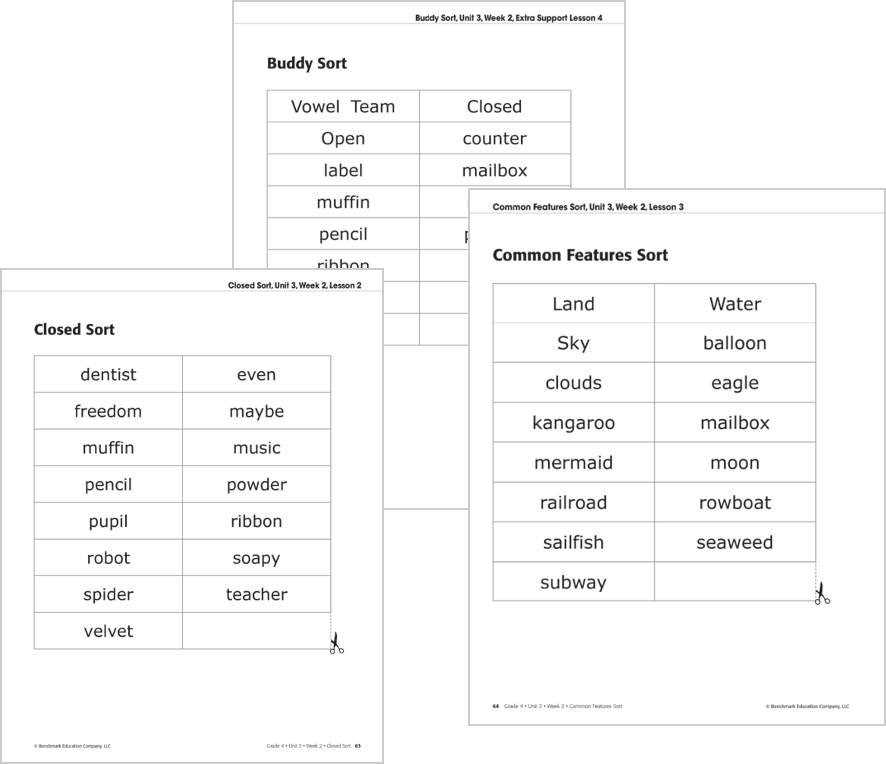 Buddy Sort, Unit 3, Week 2, Extra Support Lesson 4
Buddy Sort
Vowel Team Closed
Open counter
label mailbox
muffin
pencil
ribbon
Common Features Sort, Unit 3, Week 2, Lesson 3
Common Features Sort
Land Water
Sky balloon
clouds eagle
kangaroo mailbox
mermaid moon
railroad rowboat
sailfish seaweed
subway
64 Grade 4 • Unit 3 • Week 2 • Common Features Sort © Benchmark Education Company, LLC
Closed Sort, Unit 3, Week 2, Lesson 2
Closed Sort
dentist even
freedom maybe
muffin music
pencil powder
pupil ribbon
robot soapy
spider teacher
velvet
© Benchmark Education Company, LLC Grade 4 • Unit 3 • Week 2 • Closed Sort 63